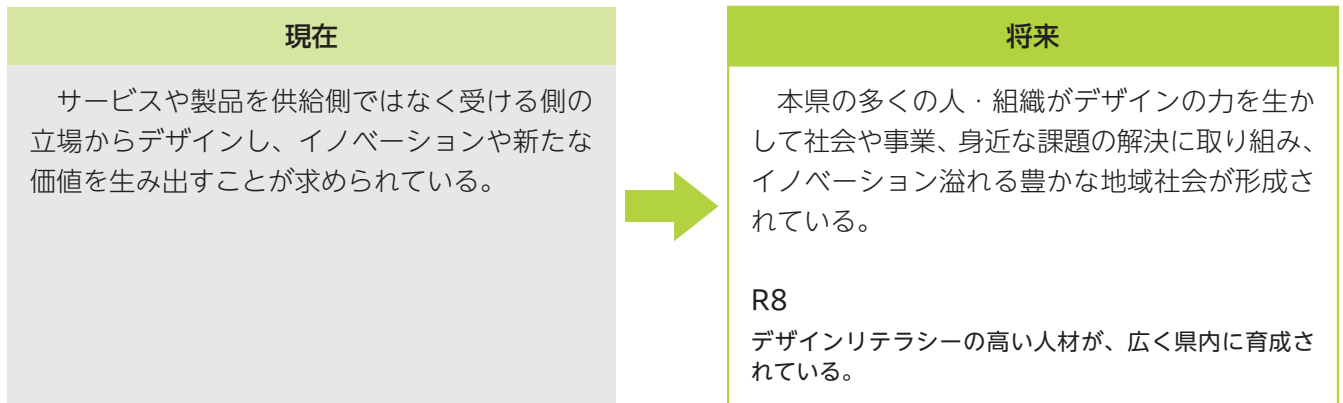 現在
サービスや製品を供給側ではなく受ける側の
立場からデザインし、イノベーションや新たな
価値を生み出すことが求められている。
将来
本県の多くの人・組織がデザインの力を生か
して社会や事業、身近な課題の解決に取り組み、
イノベーション溢れる豊かな地域社会が形成さ
れている。
R8
デザインリテラシーの高い人材が、広く県内に育成さ
れている。